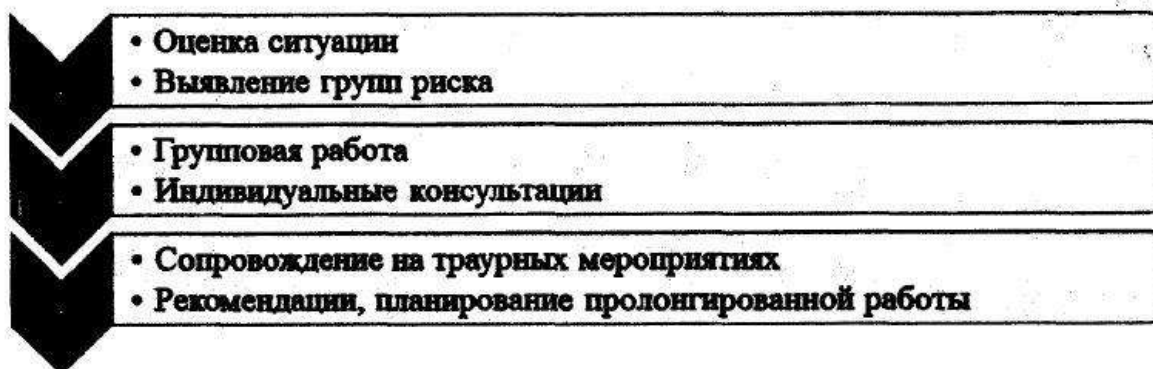 • Оценка ситуации
• Выявление групп риска
• Групповая работа
• Индивидуальные консультации
• Сопровождение на траурных мероприятиях
• Рекомендации, планирование пролонгированной работы